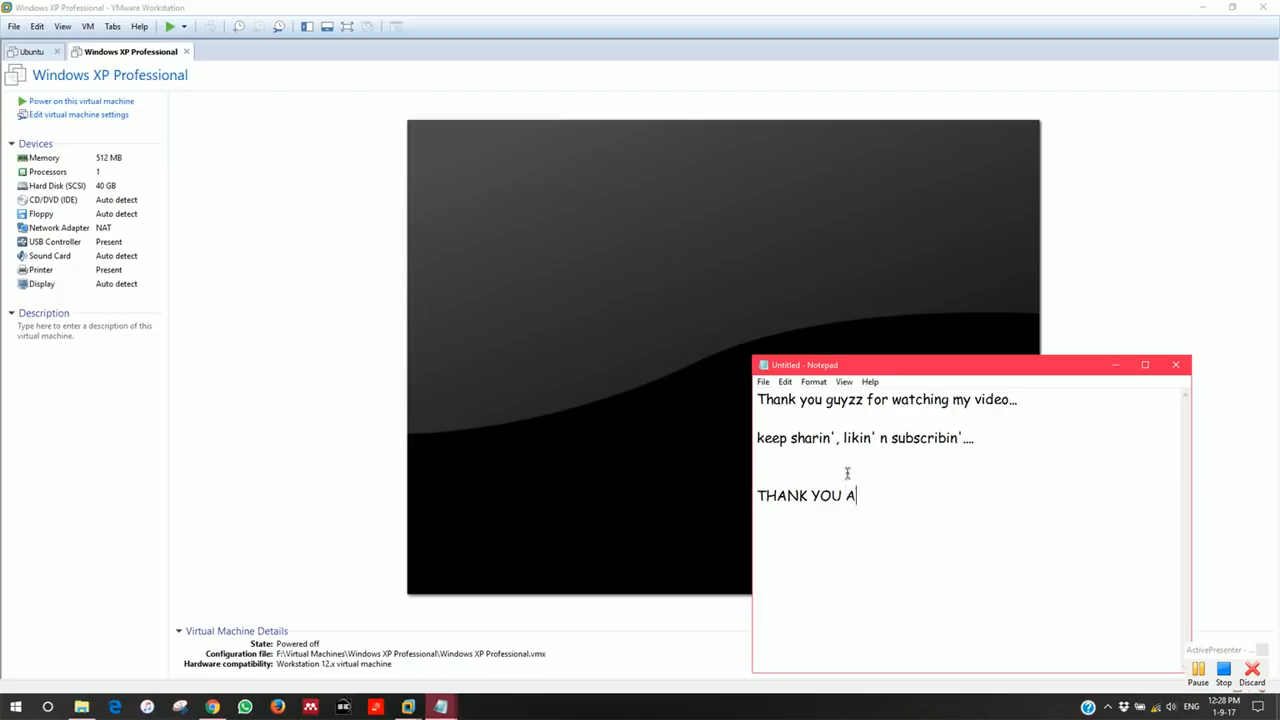 Windows XP Professional - VMware Workstation
File Edit View VM Tabs Help
Ubuntu Windows XP Professional
Windows XP Professional
Power on this virtual machine
Edit virtual machine settings
Devices
Memory 512 MB
Processors 1
Hard Disk (SCSI) 40 GB
CD/DVD (IDE) Auto detect
Floppy Auto detect
Network Adapter NAT
USB Controller Present
Sound Card Auto detect
Printer Present
Display Auto detect
Description
Type here to enter a description of this
virtual machine.
Untitled - Notepad
File Edit Format View Help
Thank you guyzz for watching my video...
keep sharin', likin' n subscribin'....
THANK YOU A
Virtual Machine Details
State: Powered off
Configuration file: F:\Virtual Machines\Windows XP Professional\Windows XP Professional.vmx
Hardware compatibility: Workstation 12.x virtual machine
ActivePresenter - ...
Pause Stop Discard
ENG
12:28 PM
1-9-17